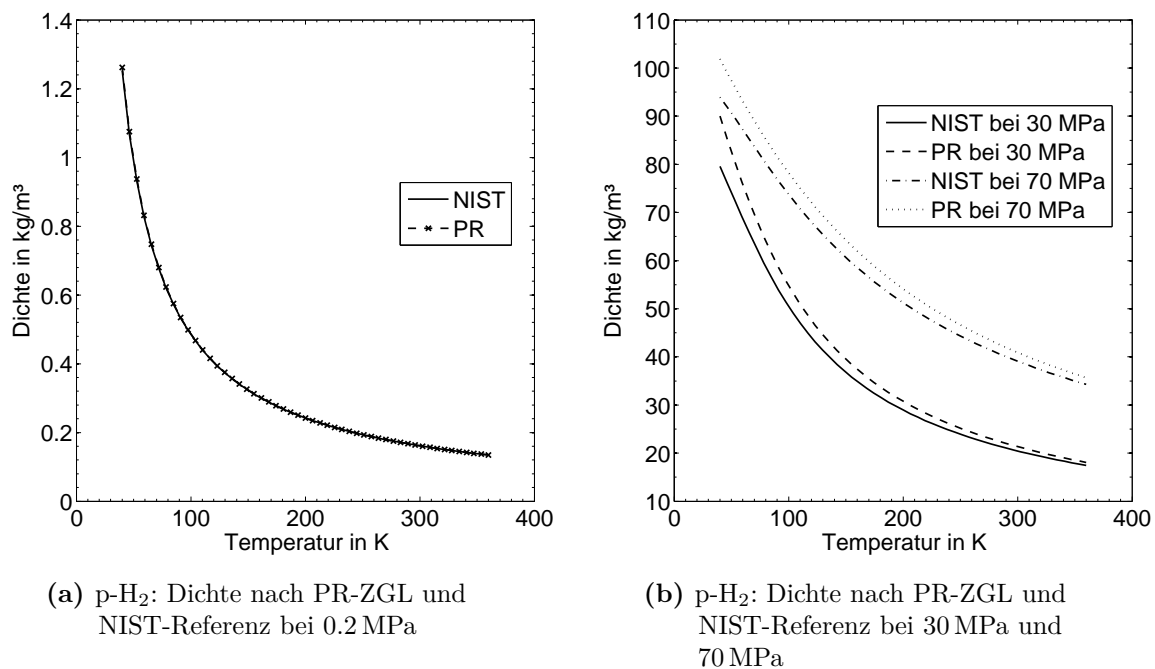 1.4
1.2
1
0.8
0.6
0.4
0.2
0
Dichte in kg/m³
NIST
PR
0
100
200
300
400
Temperatur in K
(a) p-H₂: Dichte nach PR-ZGL und
NIST-Referenz bei 0.2 MPa
110
100
90
80
70
60
50
40
30
20
10
Dichte in kg/m³
NIST bei 30 MPa
PR bei 30 MPa
NIST bei 70 MPa
PR bei 70 MPa
0
100
200
300
400
Temperatur in K
(b) p-H₂: Dichte nach PR-ZGL und
NIST-Referenz bei 30 MPa und
70 MPa